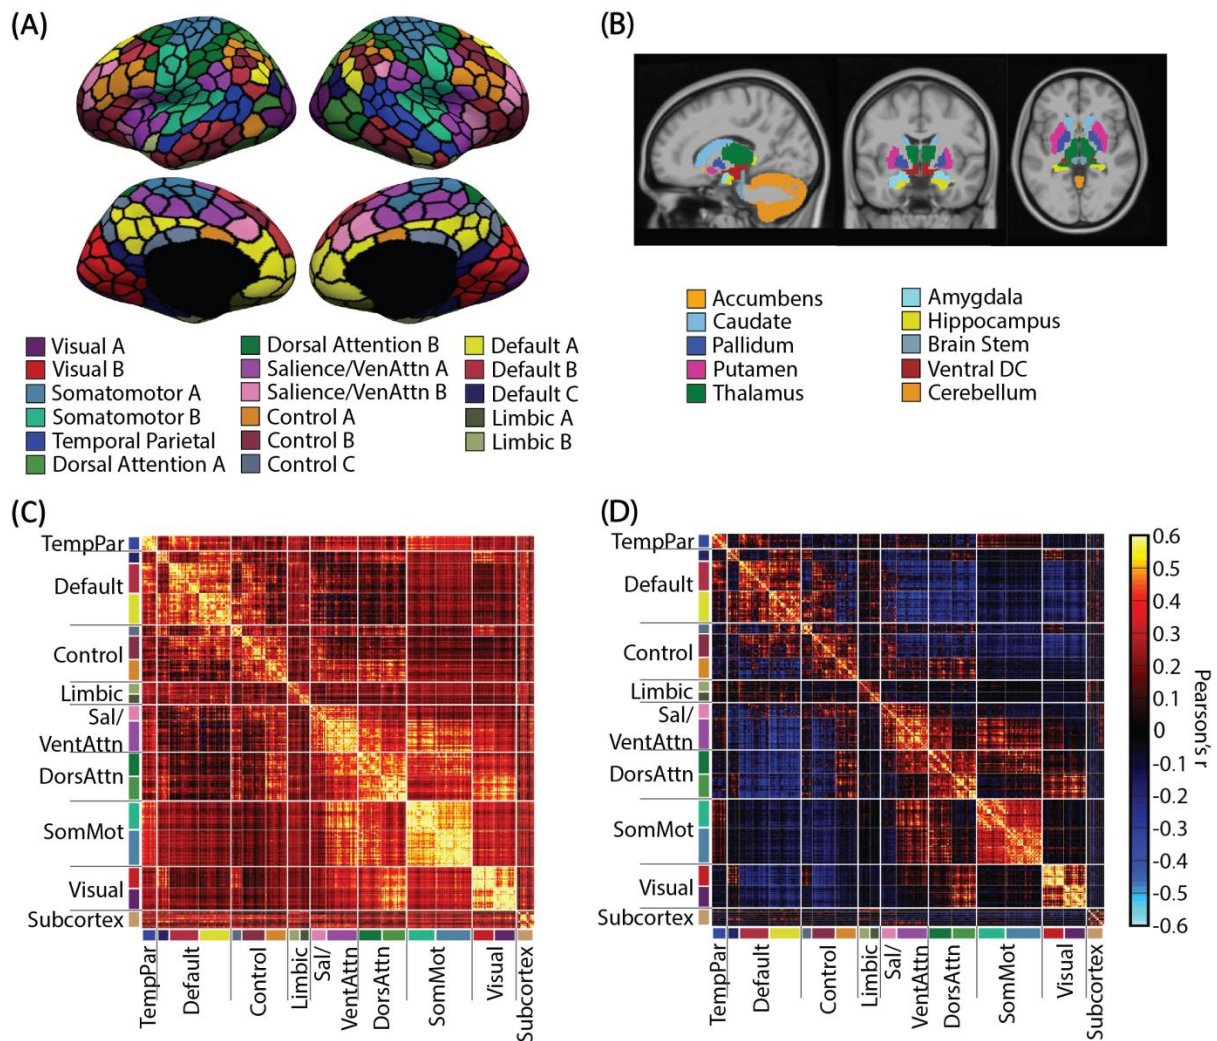 (A)
(B)
Visual A
Visual B
Somatomotor A
Somatomotor B
Temporal Parietal
Dorsal Attention A
Dorsal Attention B
Salience/VenAttn A
Salience/VenAttn B
Control A
Control B
Control C
Default A
Default B
Default C
Limbic A
Limbic B
Accumbens
Caudate
Pallidum
Putamen
Thalamus
Amygdala
Hippocampus
Brain Stem
Ventral DC
Cerebellum
(C)
TempPar
Default
Control
Limbic
Sal/
VentAttn
DorsAttn
SomMot
Visual
Subcortex
TempPar
Default
Control
Limbic
Sal/
VentAttn
DorsAttn
SomMot
Visual
Subcortex
(D)
TempPar
Default
Control
Limbic
Sal/
VentAttn
DorsAttn
SomMot
Visual
Subcortex
TempPar
Default
Control
Limbic
Sal/
VentAttn
DorsAttn
SomMot
Visual
Subcortex
0.6
0.5
0.4
0.3
0.2
0.1
0
-0.1
-0.2
-0.3
-0.4
-0.5
-0.6
Pearson's r